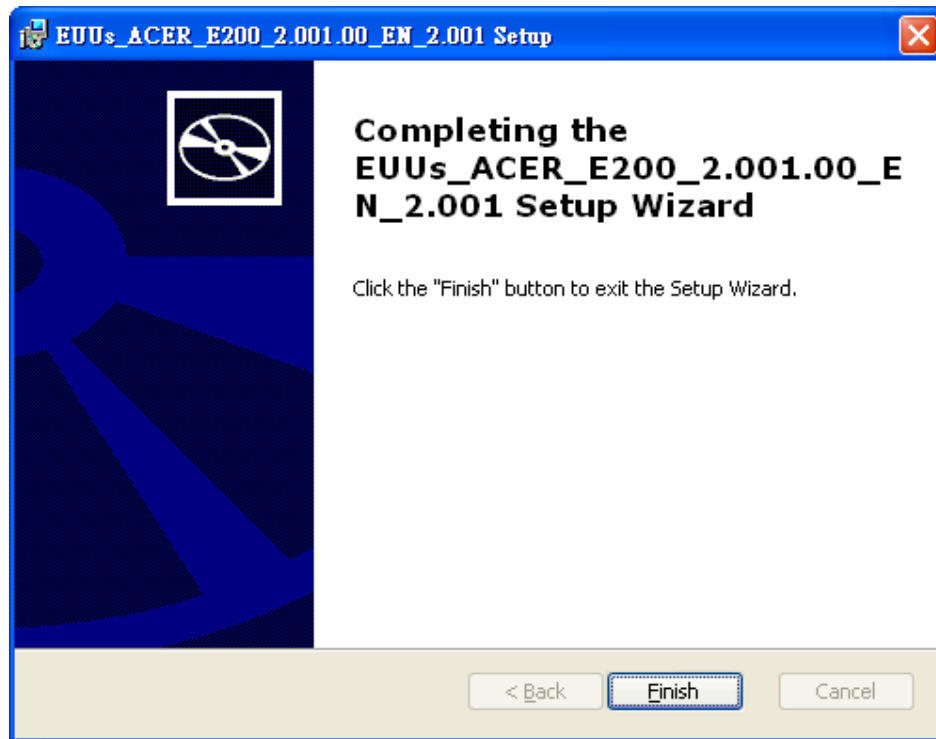 EUUs_ACER_E200_2.001.00_EN_2.001 Setup
Completing the
EUUs_ACER_E200_2.001.00_E
N_2.001 Setup Wizard
Click the "Finish" button to exit the Setup Wizard.
< Back Finish Cancel